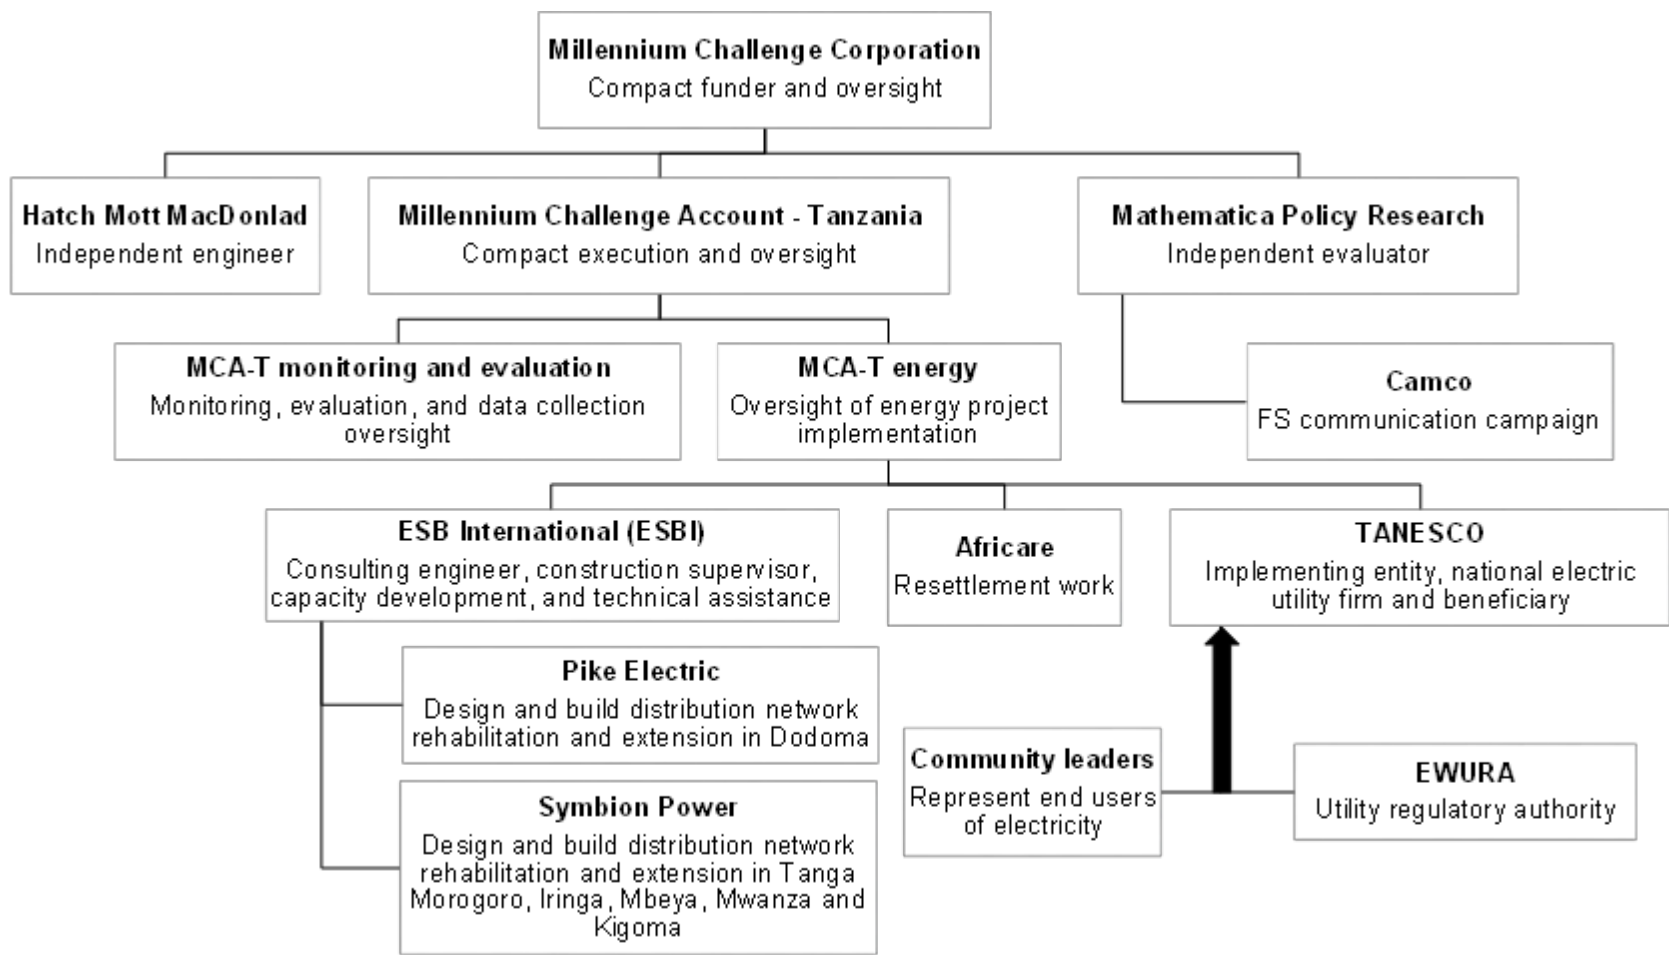 Millennium Challenge Corporation
Compact funder and oversight
Hatch Mott MacDonlad
Independent engineer
Millennium Challenge Account - Tanzania
Compact execution and oversight
Mathematica Policy Research
Independent evaluator
MCA-T monitoring and evaluation
Monitoring, evaluation, and data collection
oversight
MCA-T energy
Oversight of energy project
implementation
Camco
FS communication campaign
ESB International (ESBI)
Consulting engineer, construction supervisor,
capacity development, and technical assistance
Africare
Resettlement work
TANESCO
Implementing entity, national electric
utility firm and beneficiary
Pike Electric
Design and build distribution network
rehabilitation and extension in Dodoma
Community leaders
Represent end users
of electricity
EWURA
Utility regulatory authority
Symbion Power
Design and build distribution network
rehabilitation and extension in Tanga
Morogoro, Iringa, Mbeya, Mwanza and
Kigoma